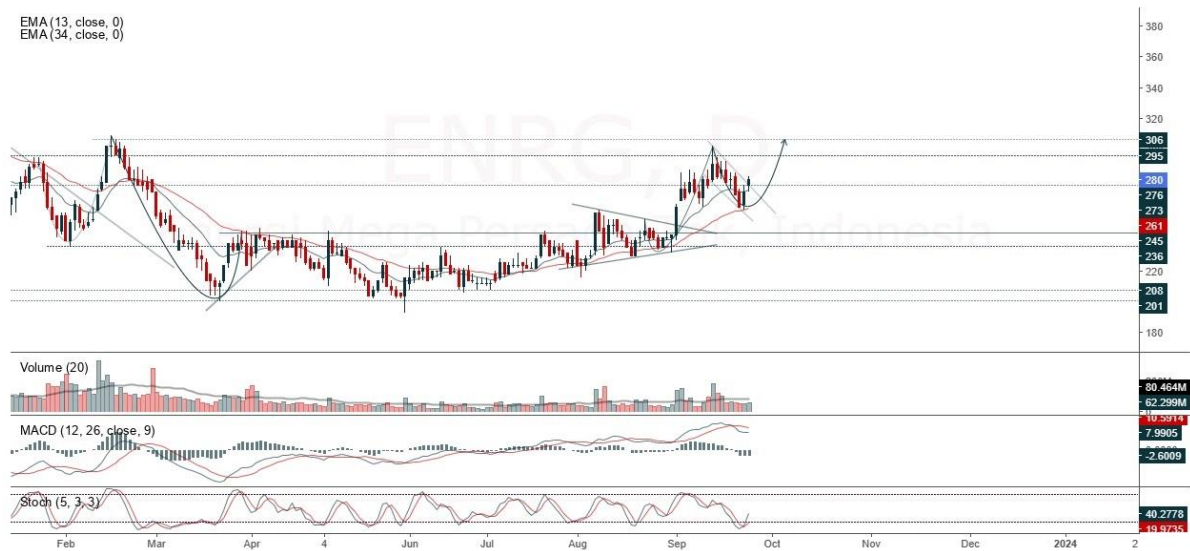 EMA (13, close, 0)
EMA (34, close, 0)
ENRG, D
Indonesia
380
360
340
320
306
295
280
276
273
261
245
236
220
208
201
180
Volume (20)
80.464M
62.299M
MACD (12, 26, close, 9)
10.5914
7.9905
-2.6009
Stoch (5, 3, 3)
40.2778
19.9735
Feb Mar Apr 4 Jun Jul Aug Sep Oct Nov Dec 2024 2